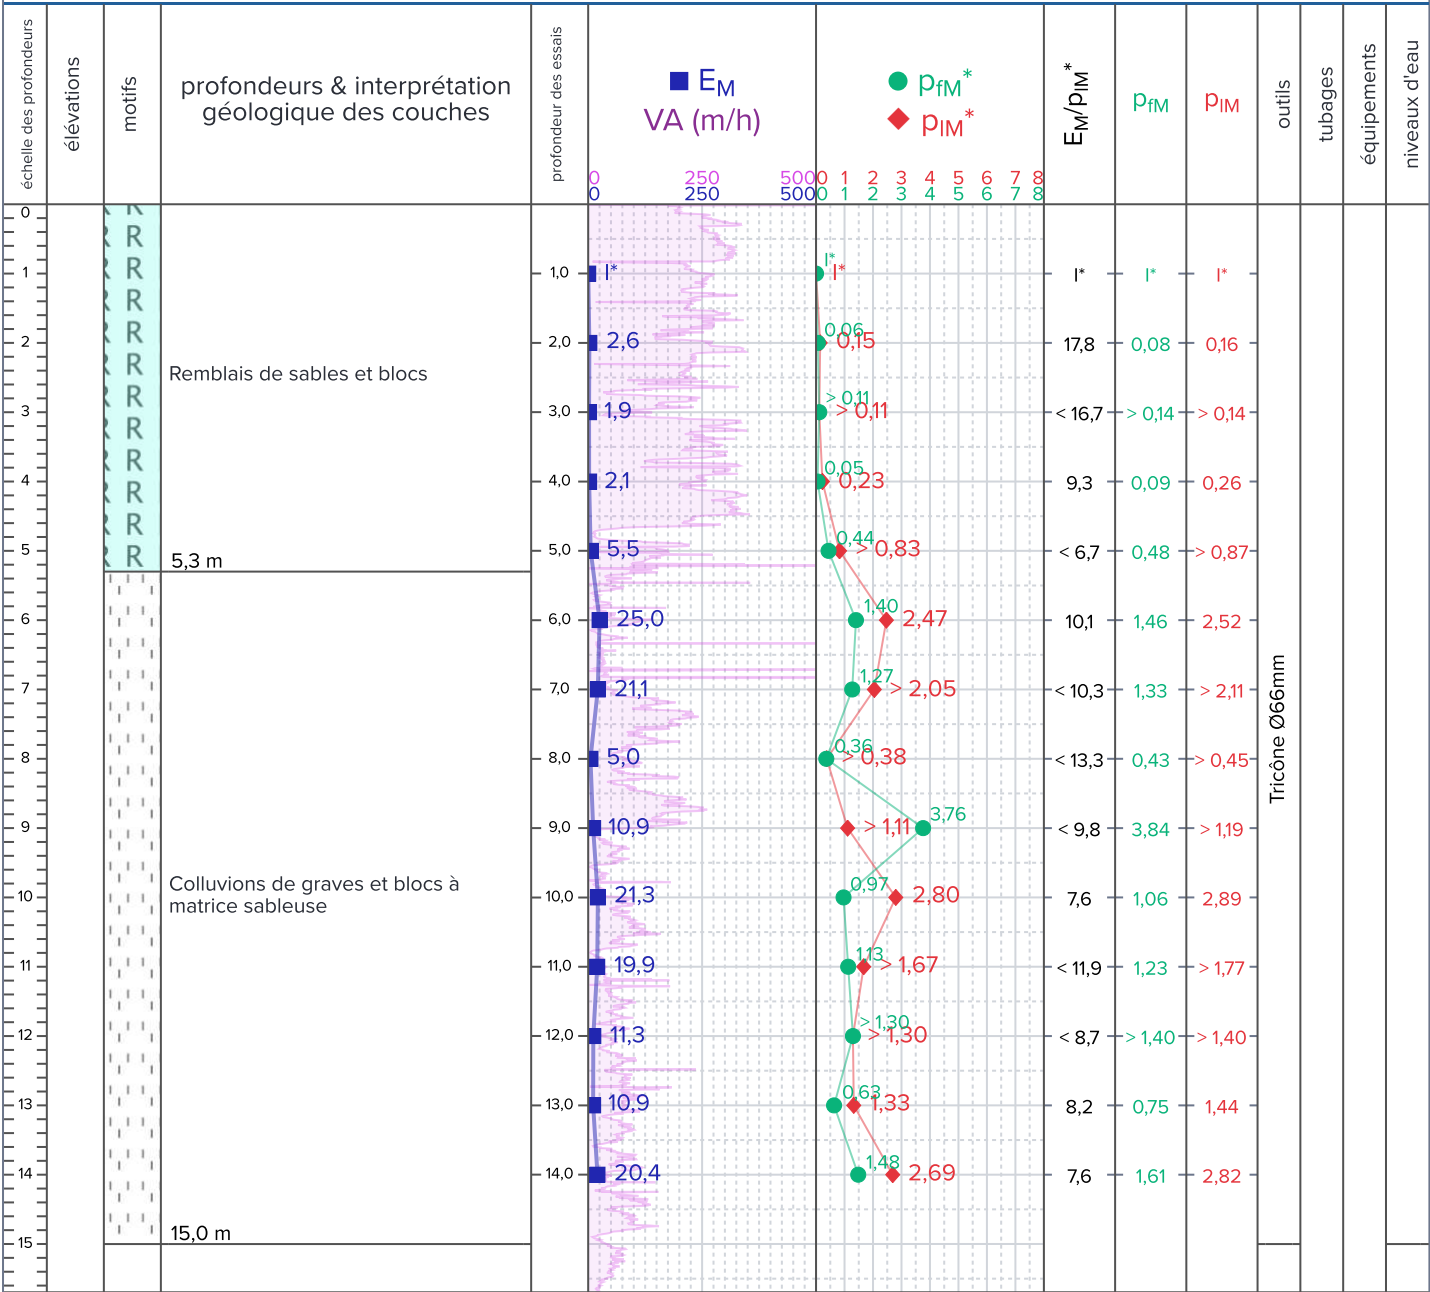 échelle des profondeurs
élévations
motifs
profondeurs & interprétation
géologique des couches
profondeur des essais
EM
VA (m/h)
pfM*
plM*
EM/plM*
pfM
plM
outils
tubages
équipements
niveaux d'eau
0 250 500 0 1 2 3 4 5 6 7 8
0 250 500 0 1 2 3 4 5 6 7 8
0
R R
R R
1 R R 1,0 I* I* I* I* I* I*
R R
2 R R 2,6 2,0 0,06 0,15 17,8 0,08 0,16
R R
Remblais de sables et blocs
3 R R 3,0 1,9 > 0,11 > 0,11 < 16,7 > 0,14 > 0,14
R R
4 R R 4,0 2,1 0,05 0,23 9,3 0,09 0,26
R R
5 R R 5,0 5,5 0,44 > 0,83 < 6,7 0,48 > 0,87
5,3 m
6 6,0 25,0 1,40 2,47 10,1 1,46 2,52
7 7,0 21,1 1,27 > 2,05 < 10,3 1,33 > 2,11
8 8,0 5,0 0,36 > 0,38 < 13,3 0,43 > 0,45
Tricône Ø66mm
9 9,0 10,9 3,76 > 1,11 < 9,8 3,84 > 1,19
Colluvions de graves et blocs à
matrice sableuse
10 10,0 21,3 0,97 2,80 7,6 1,06 2,89
11 11,0 19,9 1,13 > 1,67 < 11,9 1,23 > 1,77
12 12,0 11,3 > 1,30 > 1,30 < 8,7 > 1,40 > 1,40
13 13,0 10,9 0,63 1,33 8,2 0,75 1,44
14 14,0 20,4 1,48 2,69 7,6 1,61 2,82
15,0 m
15